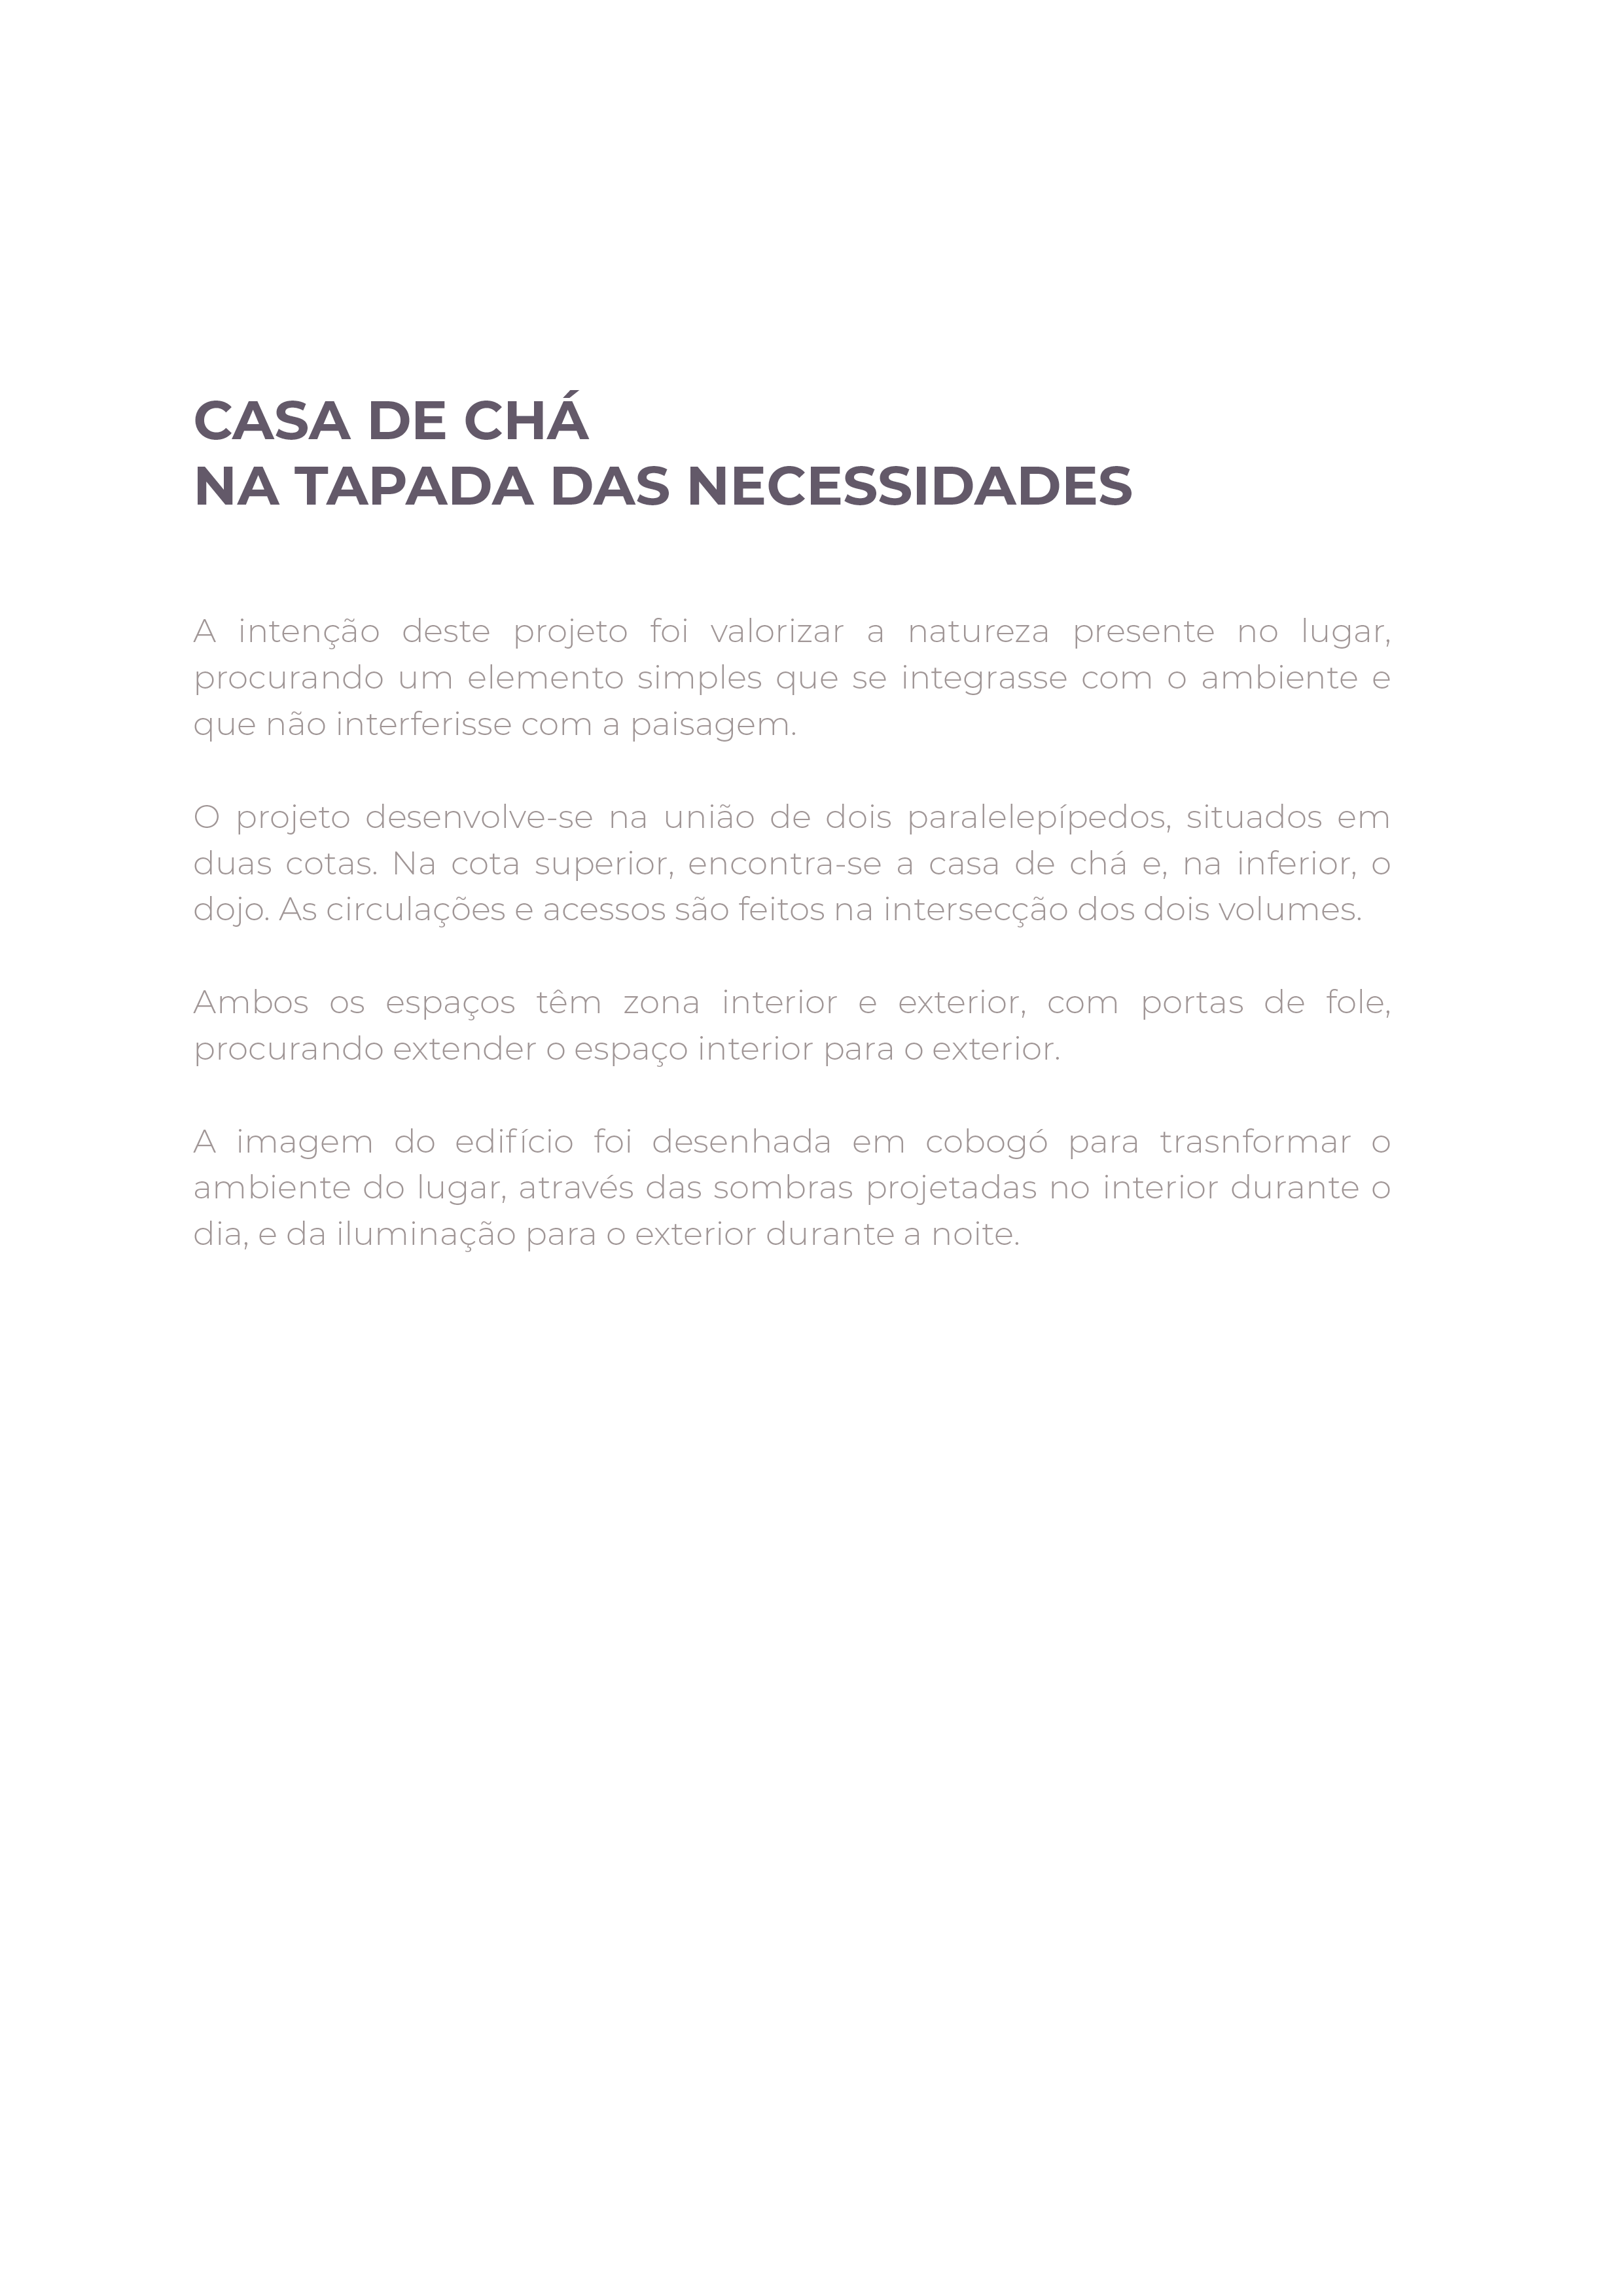 CASA DE CHÁ
NA TAPADA DAS NECESSIDADES
A intenção deste projeto foi valorizar a natureza presente no lugar,
procurando um elemento simples que se integrasse com o ambiente e
que não interferisse com a paisagem.
O projeto desenvolve-se na união de dois paralelepípedos, situados em
duas cotas. Na cota superior, encontra-se a casa de chá e, na inferior, o
dojo. As circulações e acessos são feitos na intersecção dos dois volumes.
Ambos os espaços têm zona interior e exterior, com portas de fole,
procurando extender o espaço interior para o exterior.
A imagem do edifício foi desenhada em cobogó para trasnformar o
ambiente do lugar, através das sombras projetadas no interior durante o
dia, e da iluminação para o exterior durante a noite.